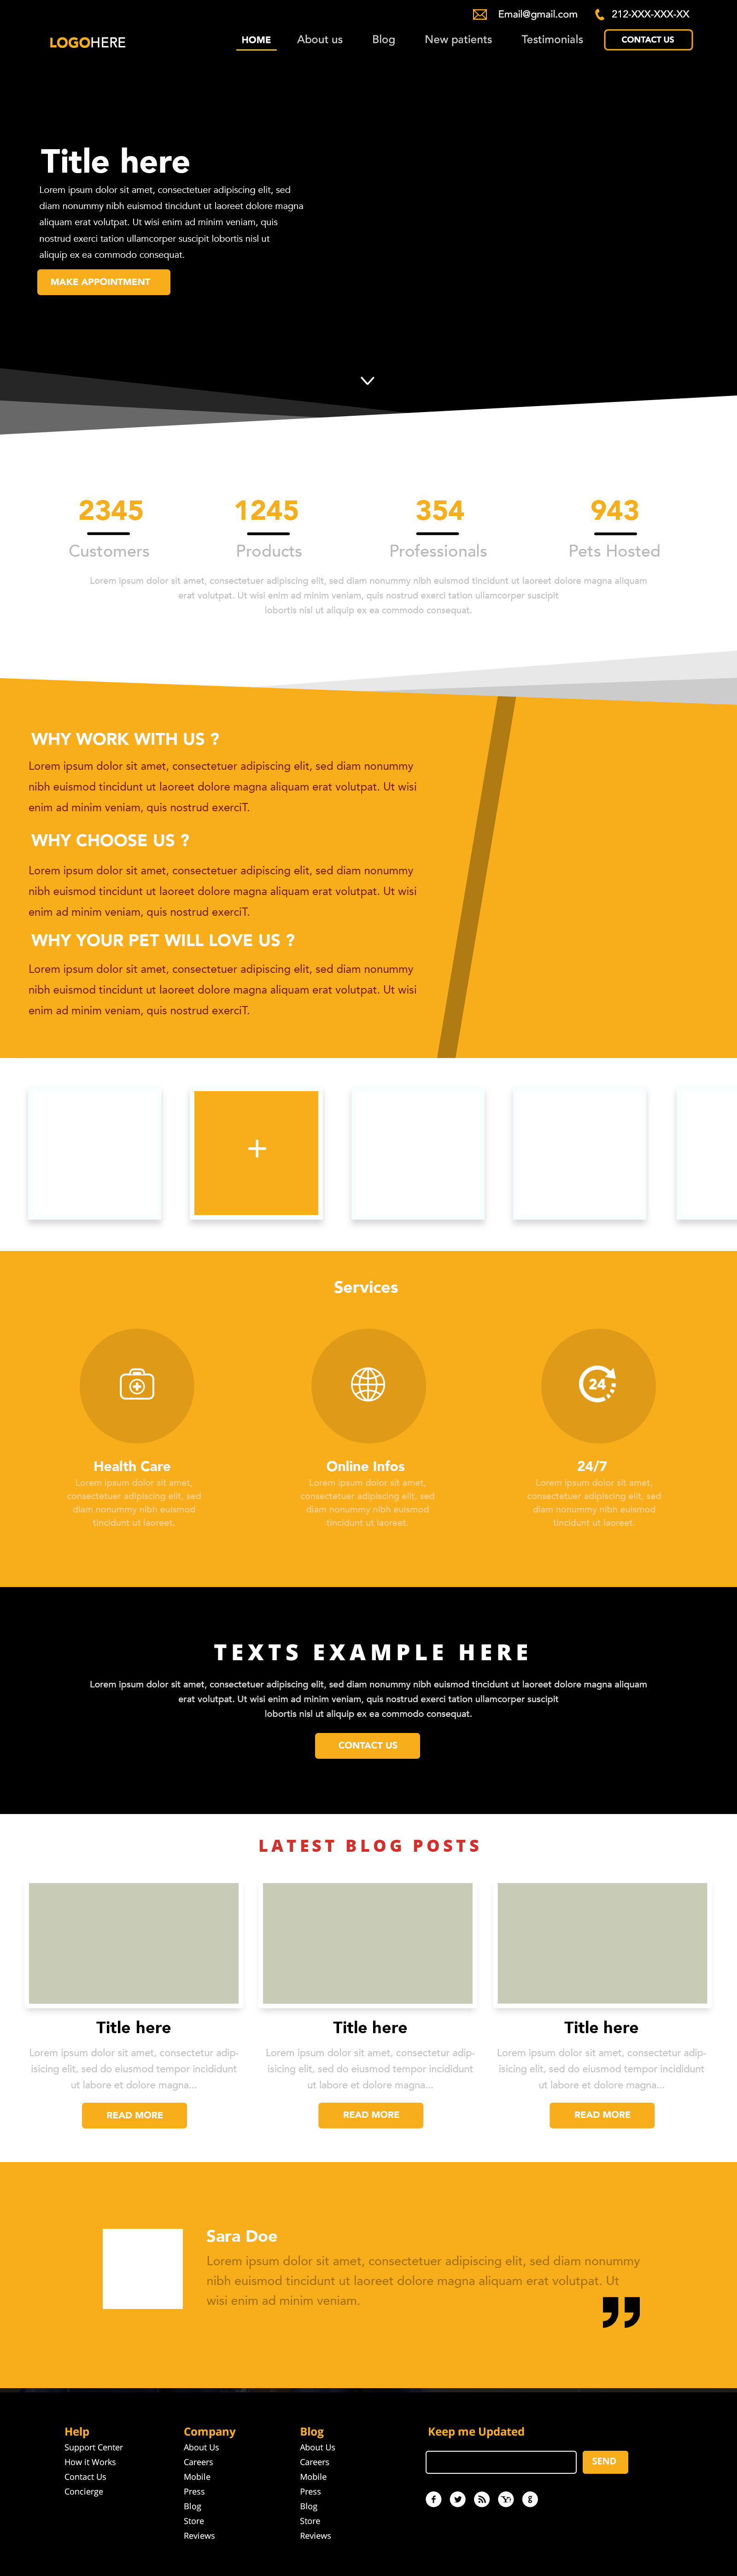 Email@gmail.com 212-XXX-XXX-XX
LOGOHERE HOME About us Blog New patients Testimonials CONTACT US
Title here
Lorem ipsum dolor sit amet, consectetuer adipiscing elit, sed
diam nonummy nibh euismod tincidunt ut laoreet dolore magna
aliquam erat volutpat. Ut wisi enim ad minim veniam, quis
nostrud exerci tation ullamcorper suscipit lobortis nisl ut
aliquip ex ea commodo consequat.
MAKE APPOINTMENT
2345 1245 354 943
Customers Products Professionals Pets Hosted
Lorem ipsum dolor sit amet, consectetuer adipiscing elit, sed diam nonummy nibh euismod tincidunt ut laoreet dolore magna aliquam
erat volutpat. Ut wisi enim ad minim veniam, quis nostrud exerci tation ullamcorper suscipit
lobortis nisl ut aliquip ex ea commodo consequat.
WHY WORK WITH US ?
Lorem ipsum dolor sit amet, consectetuer adipiscing elit, sed diam nonummy
nibh euismod tincidunt ut laoreet dolore magna aliquam erat volutpat. Ut wisi
enim ad minim veniam, quis nostrud exerciT.
WHY CHOOSE US ?
Lorem ipsum dolor sit amet, consectetuer adipiscing elit, sed diam nonummy
nibh euismod tincidunt ut laoreet dolore magna aliquam erat volutpat. Ut wisi
enim ad minim veniam, quis nostrud exerciT.
WHY YOUR PET WILL LOVE US ?
Lorem ipsum dolor sit amet, consectetuer adipiscing elit, sed diam nonummy
nibh euismod tincidunt ut laoreet dolore magna aliquam erat volutpat. Ut wisi
enim ad minim veniam, quis nostrud exerciT.
Services
24
Health Care
Lorem ipsum dolor sit amet,
consectetuer adipiscing elit, sed
diam nonummy nibh euismod
tincidunt ut laoreet.
Online Infos
Lorem ipsum dolor sit amet,
consectetuer adipiscing elit, sed
diam nonummy nibh euismod
tincidunt ut laoreet.
24/7
Lorem ipsum dolor sit amet,
consectetuer adipiscing elit, sed
diam nonummy nibh euismod
tincidunt ut laoreet.
TEXTS EXAMPLE HERE
Lorem ipsum dolor sit amet, consectetuer adipiscing elit, sed diam nonummy nibh euismod tincidunt ut laoreet dolore magna aliquam
erat volutpat. Ut wisi enim ad minim veniam, quis nostrud exerci tation ullamcorper suscipit
lobortis nisl ut aliquip ex ea commodo consequat.
CONTACT US
LATEST BLOG POSTS
Title here
Lorem ipsum dolor sit amet, consectetur adip-
isicing elit, sed do eiusmod tempor incididunt
ut labore et dolore magna...
READ MORE
Title here
Lorem ipsum dolor sit amet, consectetur adip-
isicing elit, sed do eiusmod tempor incididunt
ut labore et dolore magna...
READ MORE
Title here
Lorem ipsum dolor sit amet, consectetur adip-
isicing elit, sed do eiusmod tempor incididunt
ut labore et dolore magna...
READ MORE
Sara Doe
Lorem ipsum dolor sit amet, consectetuer adipiscing elit, sed diam nonummy
nibh euismod tincidunt ut laoreet dolore magna aliquam erat volutpat. Ut
wisi enim ad minim veniam.
Help
Support Center
How it Works
Contact Us
Concierge
Company
About Us
Careers
Mobile
Press
Blog
Store
Reviews
Blog
About Us
Careers
Mobile
Press
Blog
Store
Reviews
Keep me Updated
SEND